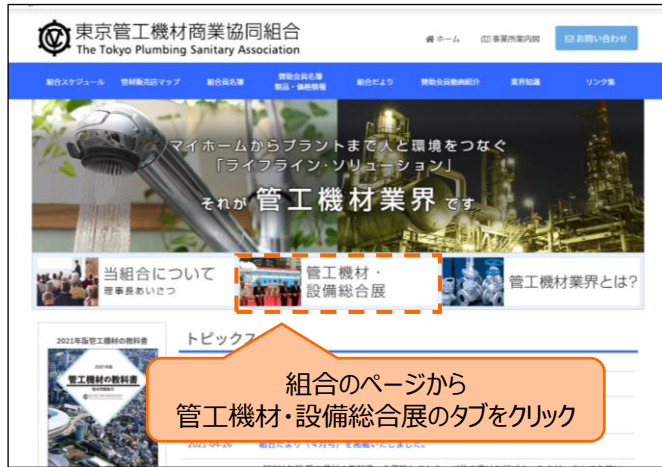 東京管工機材商業協同組合
The Tokyo Plumbing Sanitary Association
ホーム
事業所案内図
お問い合わせ
組合スケジュール
管材販売店マップ
組合員名簿
賛助会員名簿
製品・価格情報
組合だより
賛助会員動画紹介
業界知識
リンク集
マイホームからプラントまで人と環境をつなぐ
「ライフライン・ソリューション」
それが 管工機材業界 です
当組合について
理事長あいさつ
管工機材・
設備総合展
管工機材業界とは?
2021年版管工機材の教科書
トピックス
2021年版
管工機材の教科書
組合のページから
管工機材・設備総合展のタブをクリック
2021-04-26 組合だより(4月号)を掲載いたしました。